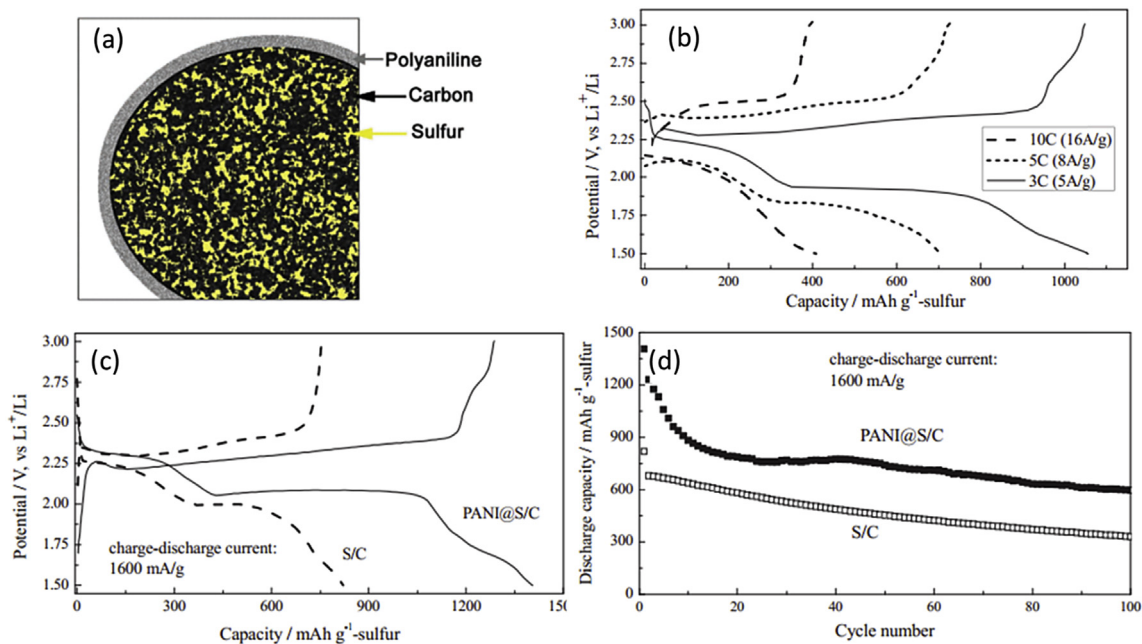 (a)
Polyaniline
Carbon
Sulfur
(b)
Potential / V, vs Li⁺/Li
3.00
2.50
2.25
2.00
1.75
1.50
10C (16A/g)
5C (8A/g)
3C (5A/g)
0 200 400 600 800 1000
Capacity / mAh g⁻¹-sulfur
(c)
Potential / V, vs Li⁺/Li
3.00
2.75
2.50
2.25
2.00
1.75
1.50
PANI@S/C
S/C
charge-discharge current:
1600 mA/g
0 300 600 900 1200 150
Capacity / mAh g⁻¹-sulfur
(d)
Discharge capacity / mAh g⁻¹-sulfur
1500
1200
900
600
300
0
charge-discharge current:
1600 mA/g
PANI@S/C
S/C
0 20 40 60 80 100
Cycle number